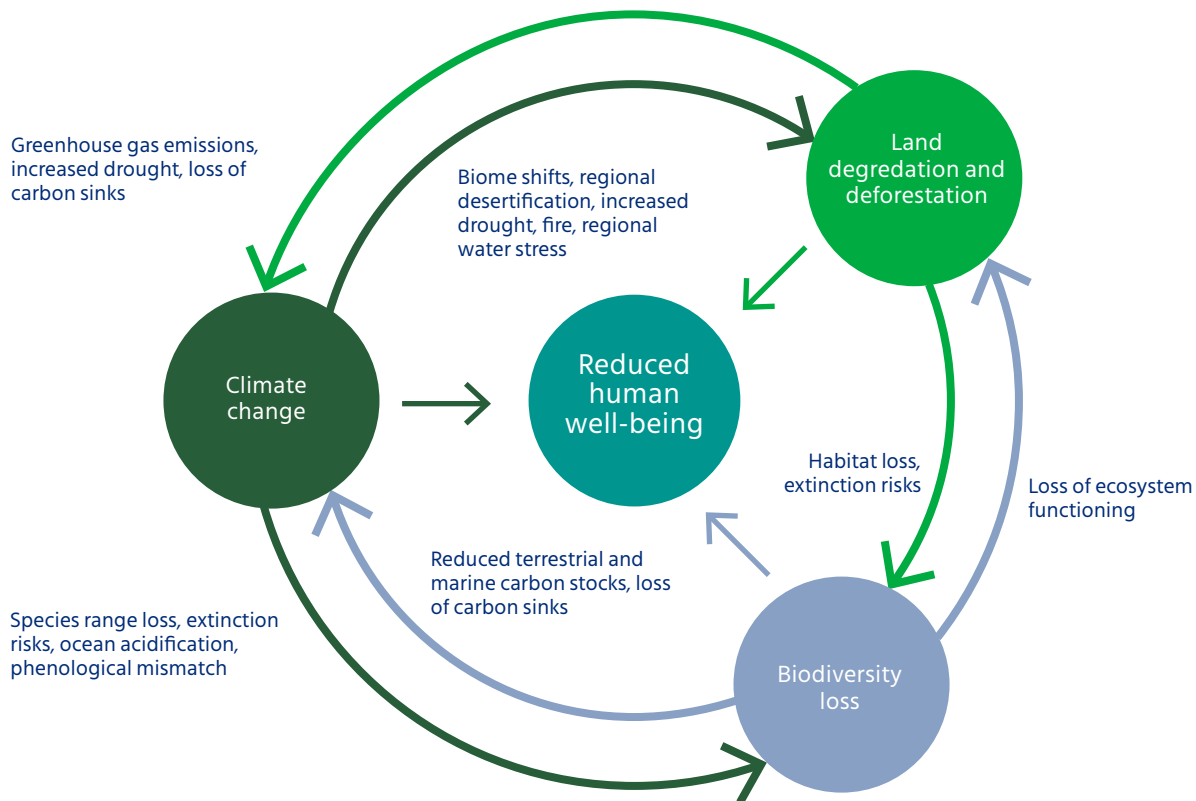 Land
degredation and
deforestation
Greenhouse gas emissions,
increased drought, loss of
carbon sinks
Biome shifts, regional
desertification, increased
drought, fire, regional
water stress
Climate
change
Reduced
human
well-being
Habitat loss,
extinction risks
Loss of ecosystem
functioning
Reduced terrestrial and
marine carbon stocks, loss
of carbon sinks
Species range loss, extinction
risks, ocean acidification,
phenological mismatch
Biodiversity
loss